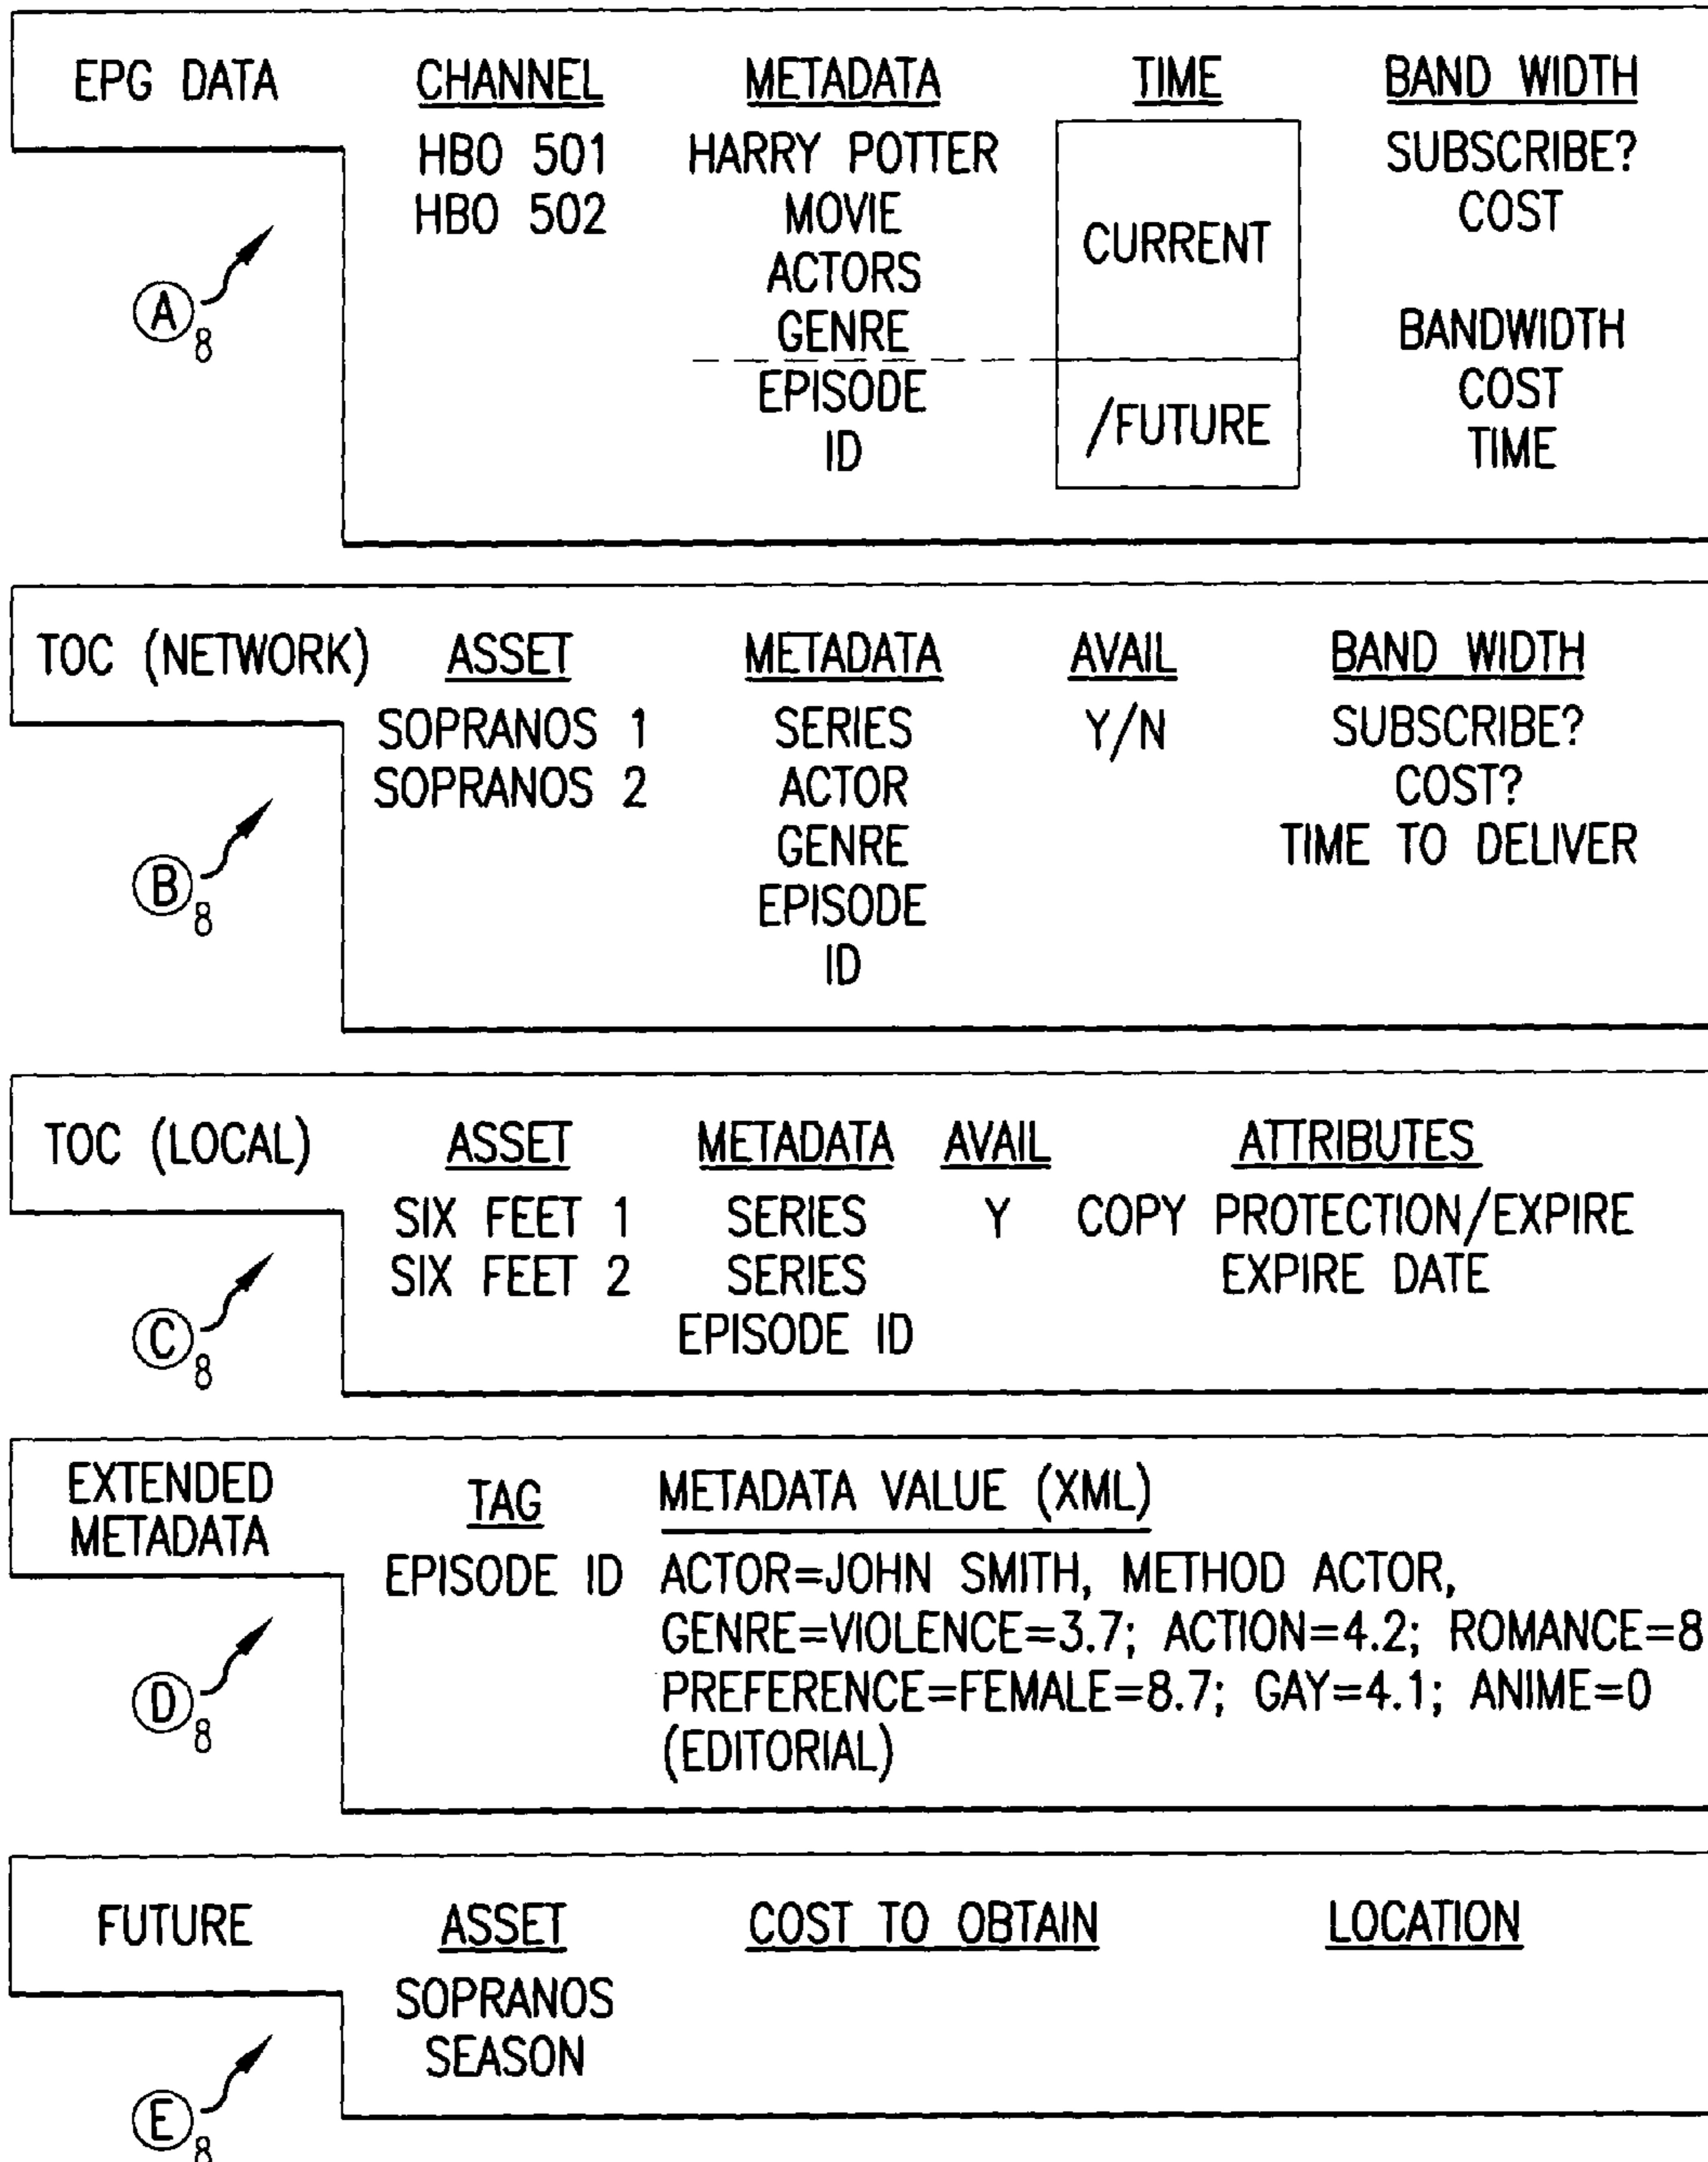 EPG DATA CHANNEL METADATA TIME BAND WIDTH
HBO 501 HARRY POTTER SUBSCRIBE?
HBO 502 MOVIE COST
CURRENT
ACTORS
A8
GENRE BANDWIDTH
EPISODE COST
/FUTURE
ID TIME
TOC (NETWORK) ASSET METADATA AVAIL BAND WIDTH
SOPRANOS 1 SERIES Y/N SUBSCRIBE?
SOPRANOS 2 ACTOR COST?
GENRE TIME TO DELIVER
B8
EPISODE
ID
TOC (LOCAL) ASSET METADATA AVAIL ATTRIBUTES
SIX FEET 1 SERIES Y COPY PROTECTION/EXPIRE
SIX FEET 2 SERIES EXPIRE DATE
C8
EPISODE ID
EXTENDED
METADATA
TAG METADATA VALUE (XML)
EPISODE ID ACTOR=JOHN SMITH, METHOD ACTOR,
GENRE=VIOLENCE=3.7; ACTION=4.2; ROMANCE=8
PREFERENCE=FEMALE=8.7; GAY=4.1; ANIME=0
D8
(EDITORIAL)
FUTURE ASSET COST TO OBTAIN LOCATION
SOPRANOS
SEASON
E8